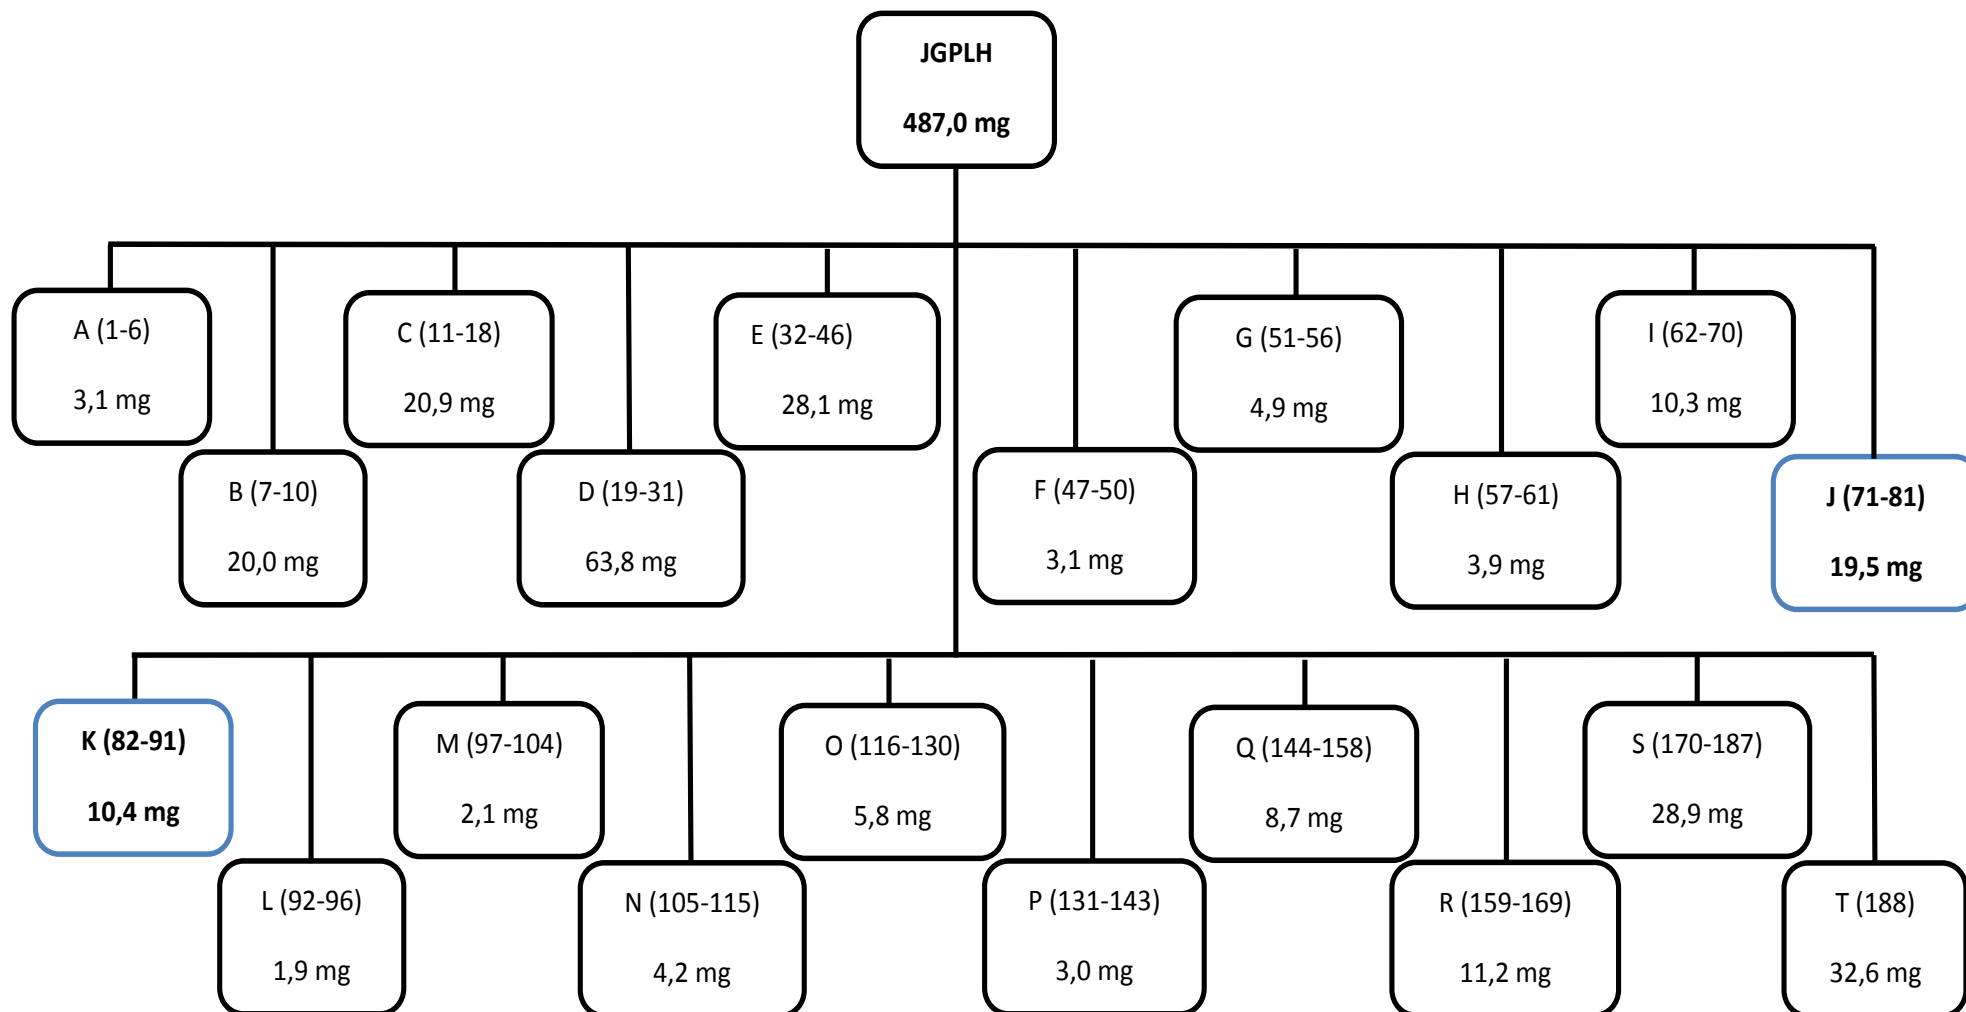 JGPLH
487,0 mg
A (1-6)
3,1 mg
B (7-10)
20,0 mg
C (11-18)
20,9 mg
D (19-31)
63,8 mg
E (32-46)
28,1 mg
F (47-50)
3,1 mg
G (51-56)
4,9 mg
H (57-61)
3,9 mg
I (62-70)
10,3 mg
J (71-81)
19,5 mg
K (82-91)
10,4 mg
L (92-96)
1,9 mg
M (97-104)
2,1 mg
N (105-115)
4,2 mg
O (116-130)
5,8 mg
P (131-143)
3,0 mg
Q (144-158)
8,7 mg
R (159-169)
11,2 mg
S (170-187)
28,9 mg
T (188)
32,6 mg